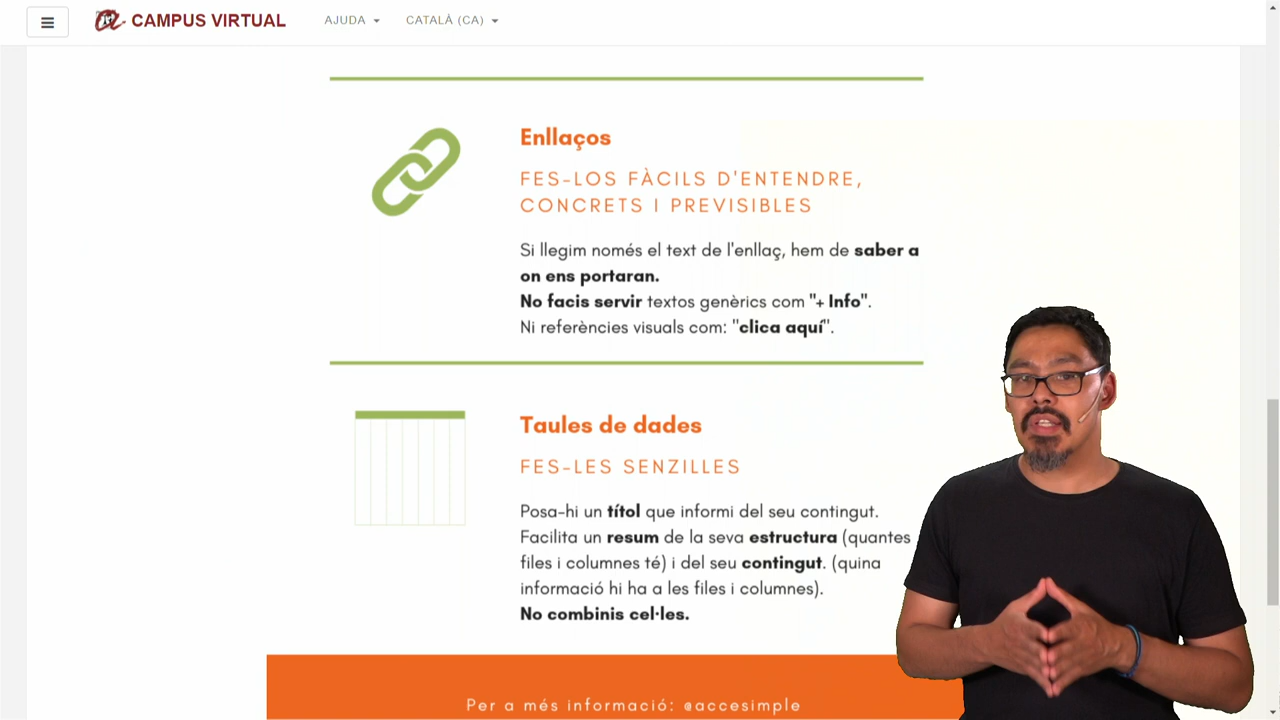 CAMPUS VIRTUAL
AJUDA
CATALÀ (CA)
Enllaços
FES-LOS FÀCILS D'ENTENDRE,
CONCRETS I PREVISIBLES
Si llegim només el text de l'enllaç, hem de saber a
on ens portaran.
No facis servir textos genèrics com "+ Info".
Ni referències visuals com: "clica aquí".
Taules de dades
FES-LES SENZILLES
Posa-hi un títol que informi del seu contingut.
Facilita un resum de la seva estructura (quantes
files i columnes té) i del seu contingut. (quina
informació hi ha a les files i columnes).
No combinis cel·les.
Per a més informació: @accesimple